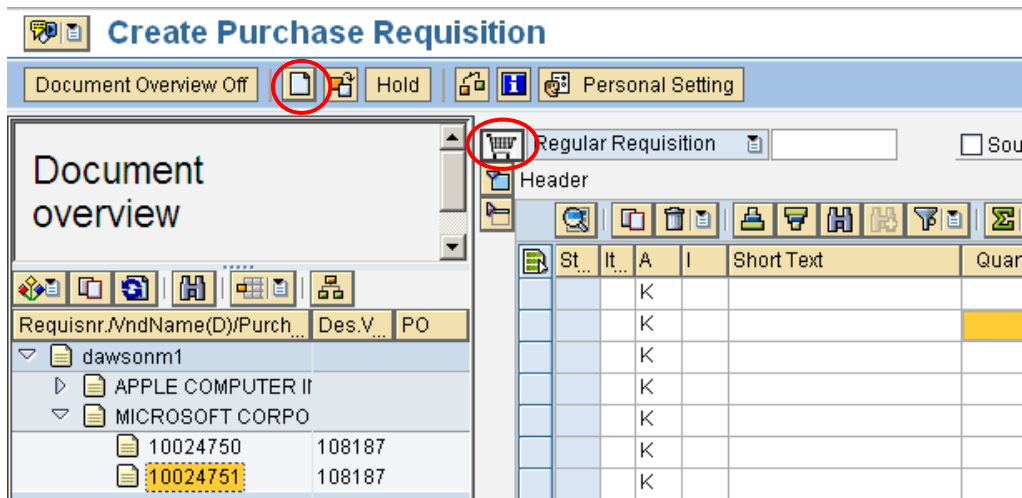 Create Purchase Requisition
Document Overview Off Hold Personal Setting
Document
overview
Requisnr./VndName(D)/Purch... Des.V... PO
dawsonm1
APPLE COMPUTER
MICROSOFT CORPO
10024750 108187
10024751 108187
Regular Requisition Sou
Header
St... It... A I Short Text Quan
K
K
K
K
K
K
K